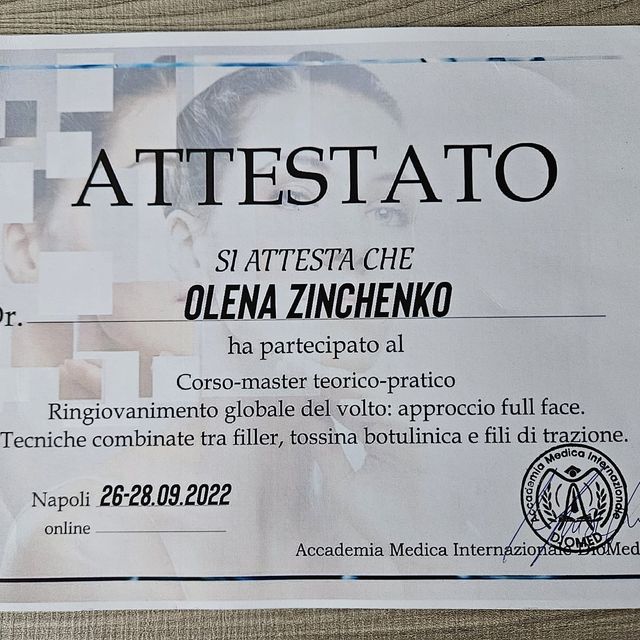 ATTESTATO
SI ATTESTA CHE
Dr. OLENA ZINCHENKO
ha partecipato al
Corso-master teorico-pratico
Ringiovanimento globale del volto: approccio full face.
Tecniche combinate tra filler, tossina botulinica e fili di trazione.
Napoli 26-28.09.2022
online
Accademia Medica Internazionale
DIOMED
Accademia Medica Internazionale DioMed